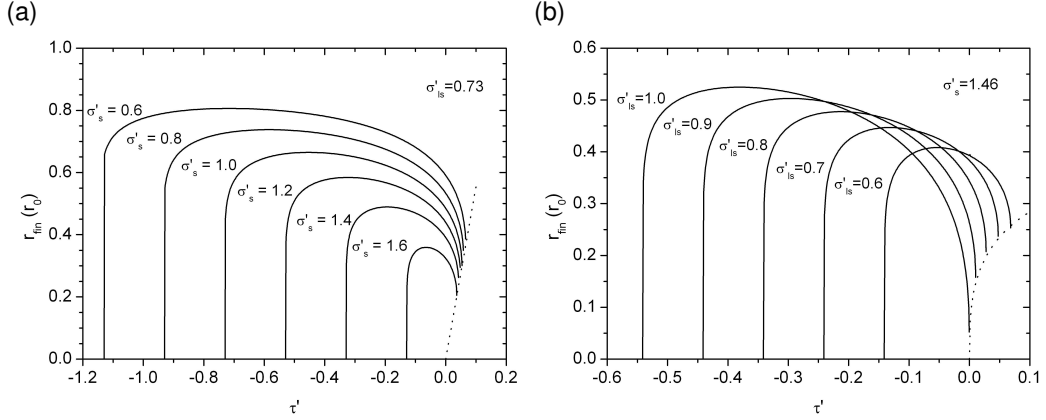 (a)
1.0
0.8
0.6
0.4
0.2
0.0
r_fin (r_0)
σ'_ls=0.73
σ'_s = 0.6
σ'_s = 0.8
σ'_s = 1.0
σ'_s = 1.2
σ'_s = 1.4
σ'_s = 1.6
-1.2 -1.0 -0.8 -0.6 -0.4 -0.2 0.0 0.2
τ'
(b)
0.6
0.5
0.4
0.3
0.2
0.1
0.0
r_fin (r_0)
σ'_s=1.46
σ'_ls=1.0
σ'_ls=0.9
σ'_ls=0.8
σ'_ls=0.7
σ'_ls=0.6
-0.6 -0.5 -0.4 -0.3 -0.2 -0.1 0.0 0.1
τ'